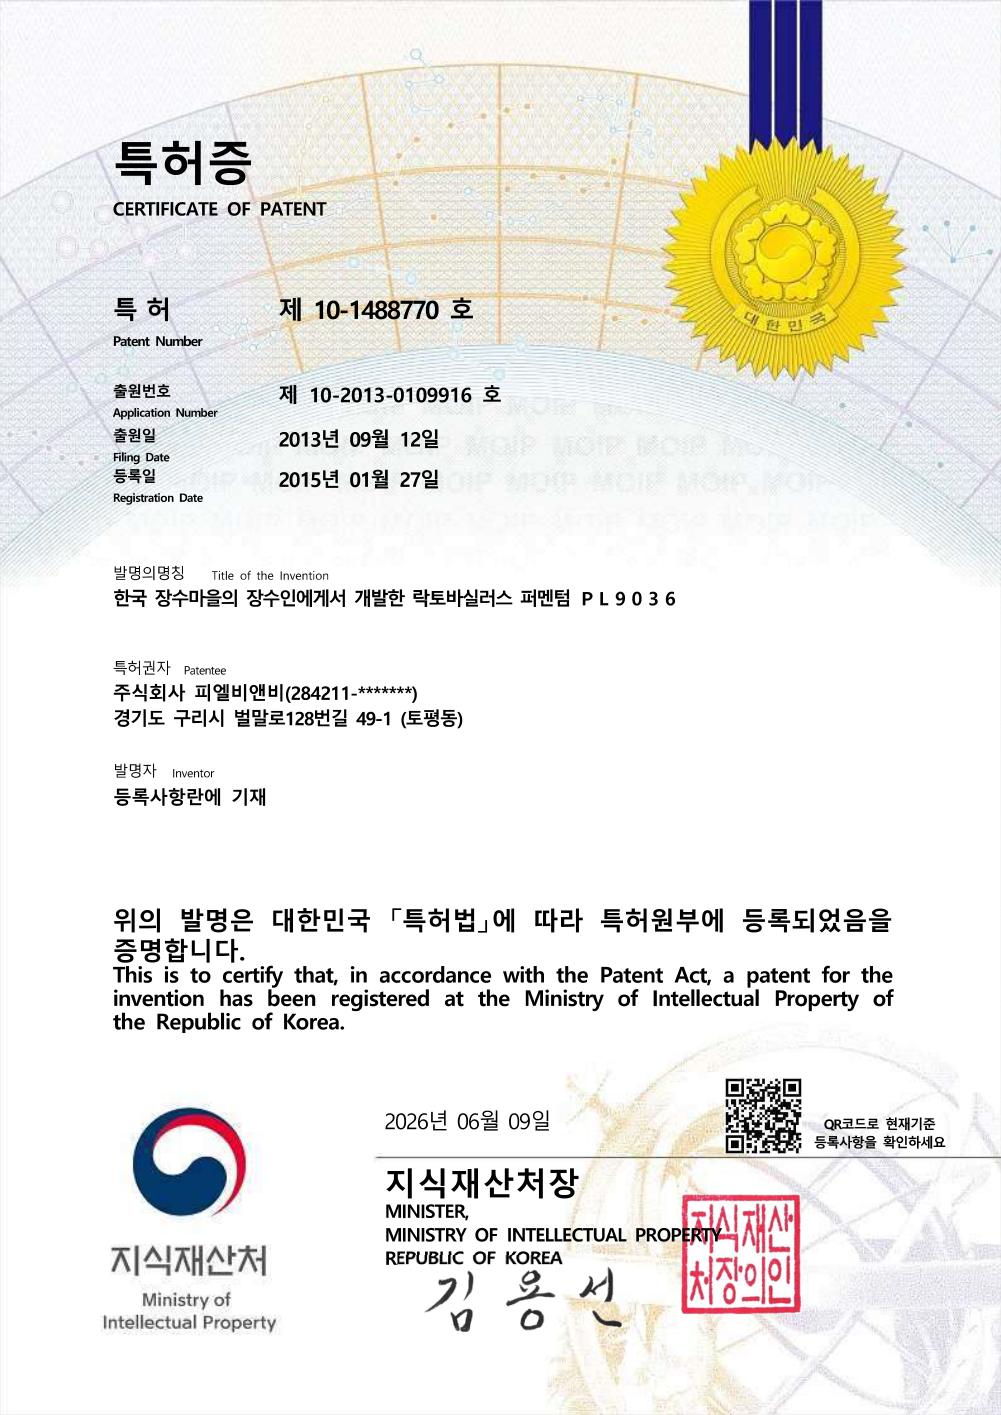 특허증
CERTIFICATE OF PATENT
대한민국
특 허
제 10-1488770 호
Patent Number
출원번호
제 10-2013-0109916 호
Application Number
출원일
2013년 09월 12일
Filing Date
등록일
2015년 01월 27일
Registration Date
발명의명칭 Title of the Invention
한국 장수마을의 장수인에게서 개발한 락토바실러스 퍼멘텀 P L 9 0 3 6
특허권자 Patentee
주식회사 피엘비앤비(284211-*******)
경기도 구리시 벌말로128번길 49-1 (토평동)
발명자 Inventor
등록사항란에 기재
위의 발명은 대한민국 「특허법」에 따라 특허원부에 등록되었음을
증명합니다.
This is to certify that, in accordance with the Patent Act, a patent for the
invention has been registered at the Ministry of Intellectual Property of
the Republic of Korea.
2026년 06월 09일
QR코드로 현재기준
등록사항을 확인하세요
지식재산처장
MINISTER,
MINISTRY OF INTELLECTUAL PROPERTY
REPUBLIC OF KOREA
김용선
지식재산
처장의인
지식재산처
Ministry of
Intellectual Property